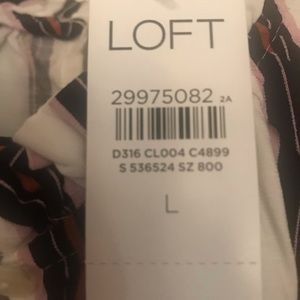 LOFT
29975082 2A
D316 CL004 C4899
S 536524 SZ 800
L